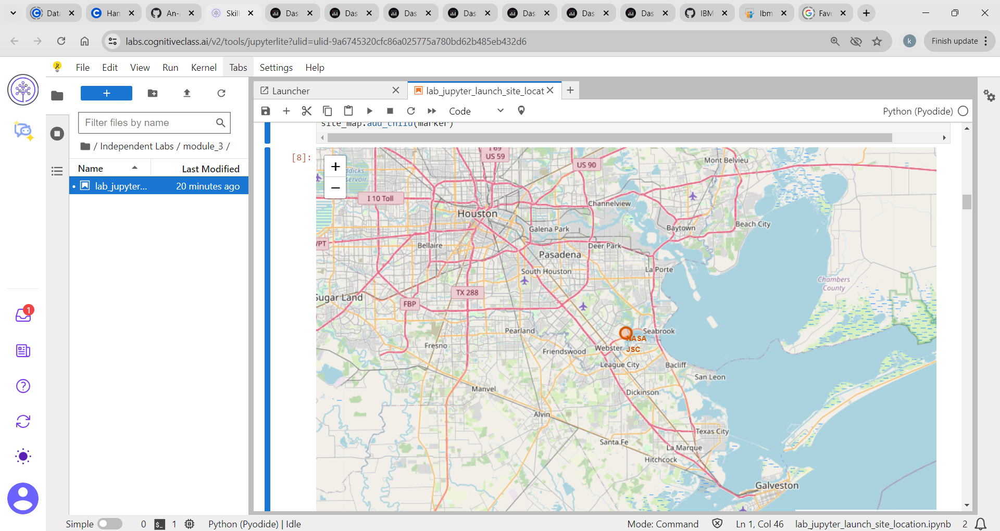 Data
Han
An-
Skill
Das
Das
Das
Das
Das
Das
Das
IBM
Ibm
Fav
labs.cognitiveclass.ai/v2/tools/jupyterlite?ulid=ulid-9a6745320cfc86a025775a780bd62b485eb432d6
k
Finish update
File Edit View Run Kernel Tabs Settings Help
Launcher
lab_jupyter_launch_site_locat
Code
Python (Pyodide)
Filter files by name
/ Independent Labs / module_3 /
Name
Last Modified
lab_jupyter...
20 minutes ago
1
site_map.add_child(marker)
[8]:
+
−
I 69
US 59
US 90
Mont Belvieu
I 10 Toll
Channelview
Houston
Galena Park
Baytown
Beach City
Bellaire
Deer Park
Pasadena
South Houston
La Porte
Chambers
County
TX 288
Sugar Land
FBP
Pearland
Seabrook
NASA
JSC
Fresno
Webster
Friendswood
League City
Bacliff
San Leon
Manvel
Dickinson
Alvin
Texas City
Santa Fe
La Marque
Hitchcock
Galveston
Simple
0
1
Python (Pyodide) | Idle
Mode: Command
Ln 1, Col 46
lab_jupyter_launch_site_location.ipynb
2